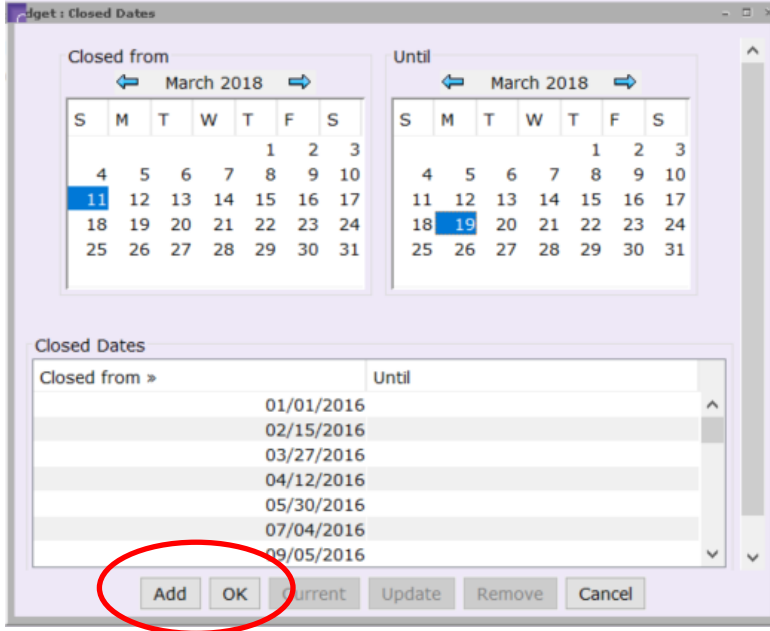 dget : Closed Dates
Closed from
March 2018
S M T W T F S
1 2 3
4 5 6 7 8 9 10
11 12 13 14 15 16 17
18 19 20 21 22 23 24
25 26 27 28 29 30 31
Until
March 2018
S M T W T F S
1 2 3
4 5 6 7 8 9 10
11 12 13 14 15 16 17
18 19 20 21 22 23 24
25 26 27 28 29 30 31
Closed Dates
Closed from » Until
01/01/2016
02/15/2016
03/27/2016
04/12/2016
05/30/2016
07/04/2016
09/05/2016
Add OK Current Update Remove Cancel